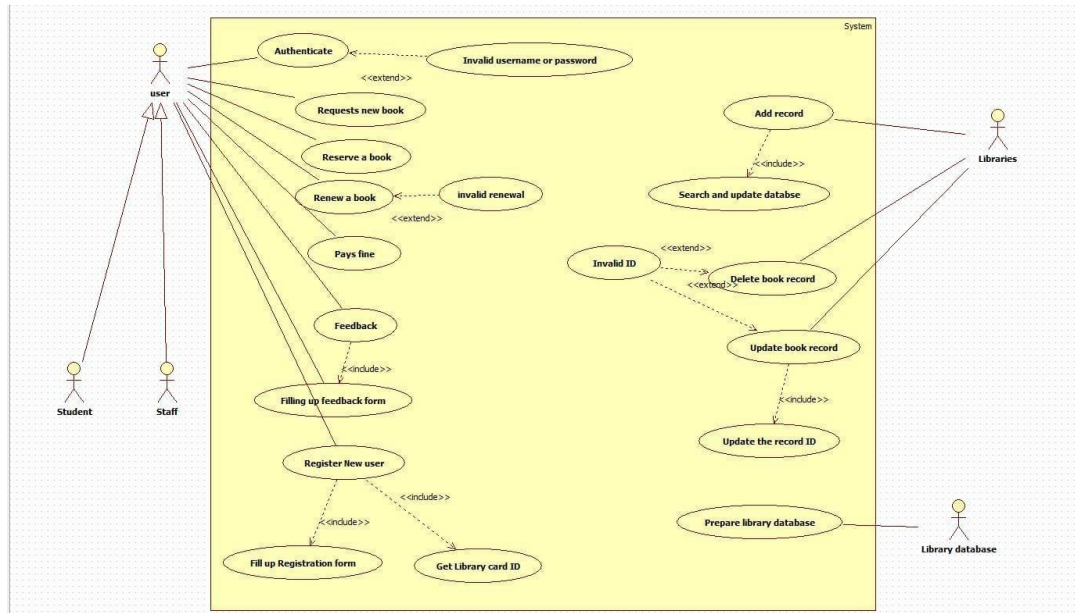 System
Authenticate
Invalid username or password
<<extend>>
user
Requests new book
Add record
Libraries
Reserve a book
<<include>>
Renew a book
invalid renewal
Search and update databse
<<extend>>
Pays fine
<<extend>>
Invalid ID
Delete book record
<<extend>>
Feedback
Update book record
<<include>>
Student
Staff
Filling up feedback form
<<include>>
Update the record ID
Register New user
<<include>>
<<include>>
Prepare library database
Library database
Fill up Registration form
Get Library card ID